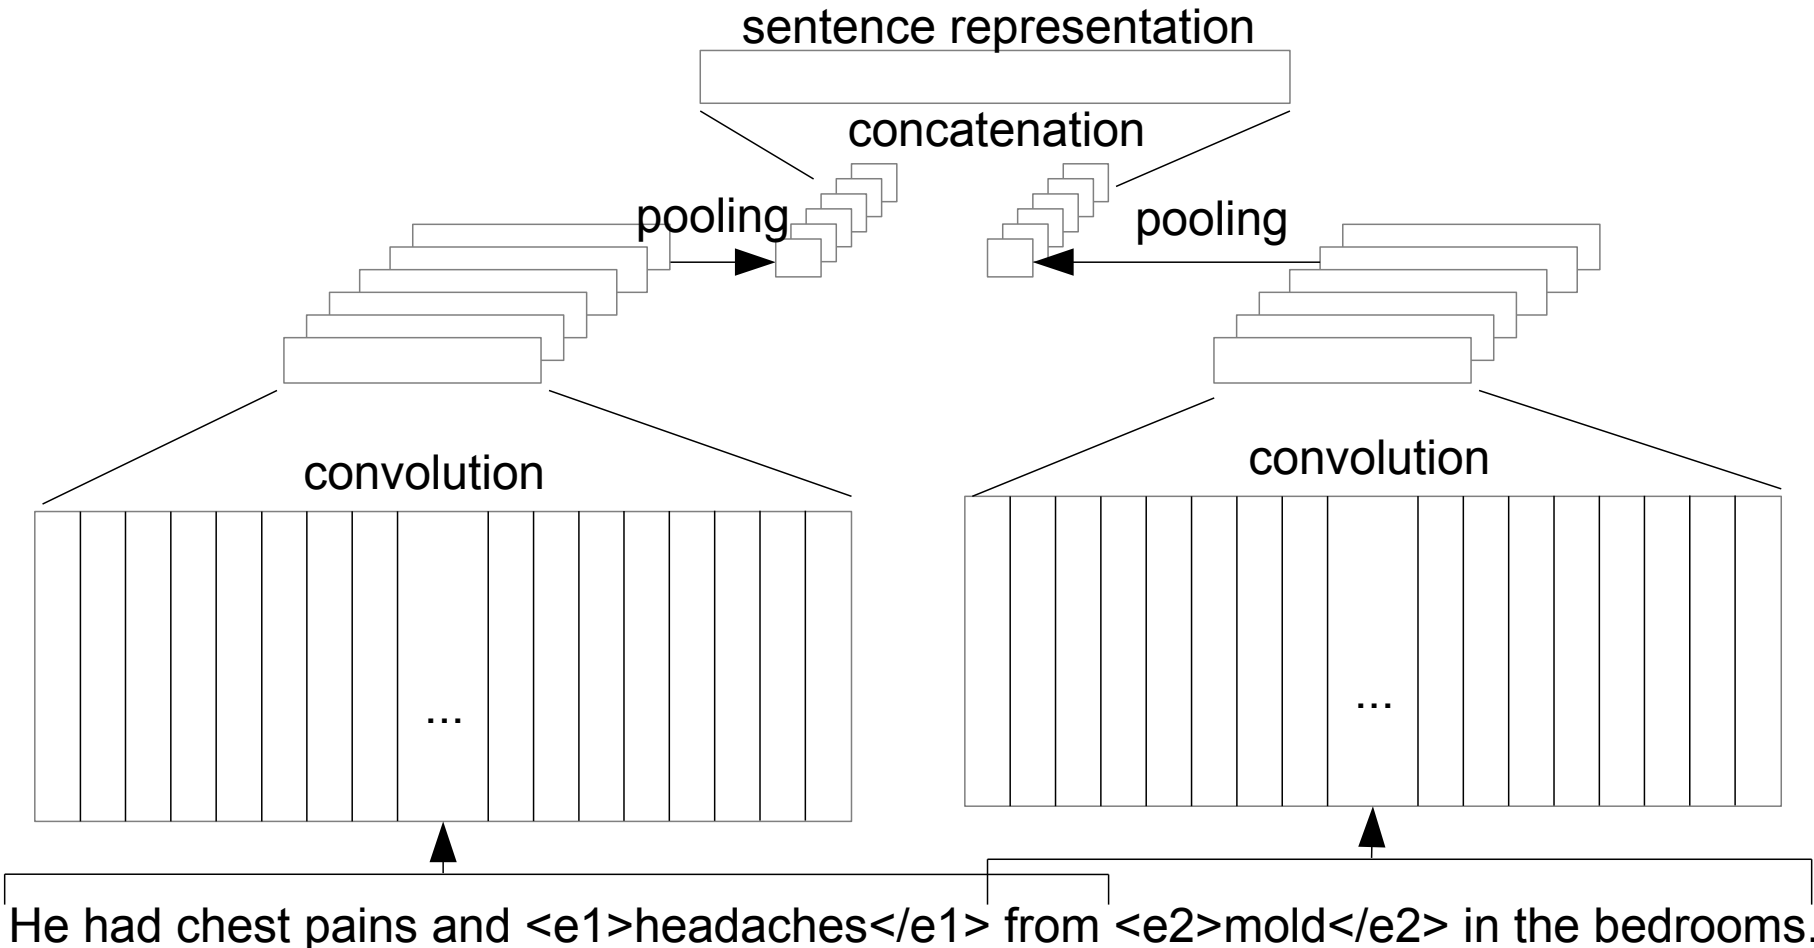 sentence representation
concatenation
pooling
pooling
convolution
convolution
...
...
He had chest pains and <e1>headaches</e1> from <e2>mold</e2> in the bedrooms.